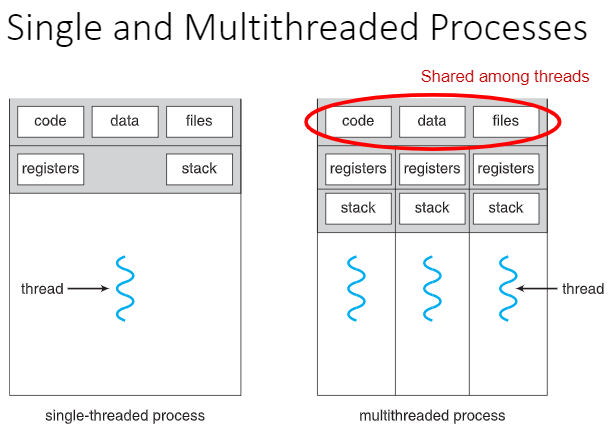 Single and Multithreaded Processes
Shared among threads
code data files
registers stack
thread
single-threaded process
code data files
registers registers registers
stack stack stack
thread
multithreaded process